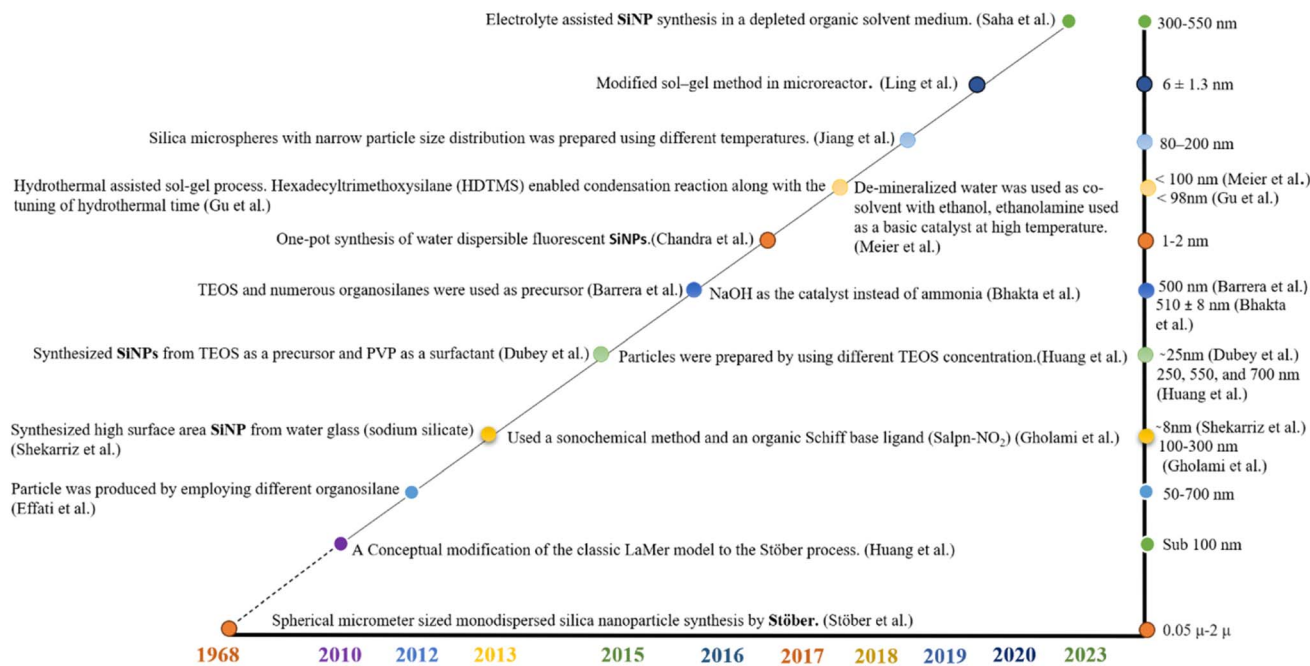 Electrolyte assisted SiNP synthesis in a depleted organic solvent medium. (Saha et al.)
300-550 nm
Modified sol–gel method in microreactor. (Ling et al.)
6 ± 1.3 nm
Silica microspheres with narrow particle size distribution was prepared using different temperatures. (Jiang et al.)
80–200 nm
Hydrothermal assisted sol-gel process. Hexadecyltrimethoxysilane (HDTMS) enabled condensation reaction along with the
tuning of hydrothermal time (Gu et al.)
De-mineralized water was used as co-
solvent with ethanol, ethanolamine used
as a basic catalyst at high temperature.
(Meier et al.)
< 100 nm (Meier et al.)
< 98nm (Gu et al.)
One-pot synthesis of water dispersible fluorescent SiNPs.(Chandra et al.)
1-2 nm
TEOS and numerous organosilanes were used as precursor (Barrera et al.)
NaOH as the catalyst instead of ammonia (Bhakta et al.)
500 nm (Barrera et al.)
510 ± 8 nm (Bhakta
et al.)
Synthesized SiNPs from TEOS as a precursor and PVP as a surfactant (Dubey et al.)
Particles were prepared by using different TEOS concentration.(Huang et al.)
~25nm (Dubey et al.)
250, 550, and 700 nm
(Huang et al.)
Synthesized high surface area SiNP from water glass (sodium silicate)
(Shekarriz et al.)
Used a sonochemical method and an organic Schiff base ligand (Salpn-NO₂) (Gholami et al.)
~8nm (Shekarriz et al.)
100-300 nm
(Gholami et al.)
Particle was produced by employing different organosilane
(Effati et al.)
50-700 nm
A Conceptual modification of the classic LaMer model to the Stöber process. (Huang et al.)
Sub 100 nm
Spherical micrometer sized monodispersed silica nanoparticle synthesis by Stöber. (Stöber et al.)
0.05 µ-2 µ
1968 2010 2012 2013 2015 2016 2017 2018 2019 2020 2023